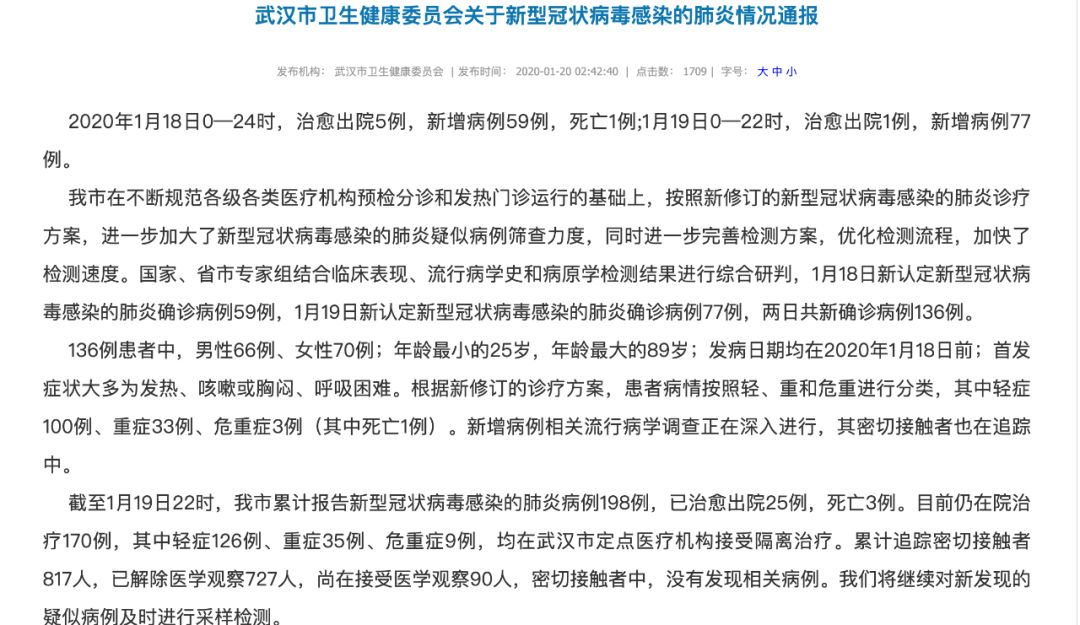 武汉市卫生健康委员会关于新型冠状病毒感染的肺炎情况通报
发布机构： 武汉市卫生健康委员会 | 发布时间： 2020-01-20 02:42:40 | 点击数： 1709 | 字号： 大 中 小
2020年1月18日0—24时，治愈出院5例，新增病例59例，死亡1例;1月19日0—22时，治愈出院1例，新增病例77
例。
我市在不断规范各级各类医疗机构预检分诊和发热门诊运行的基础上，按照新修订的新型冠状病毒感染的肺炎诊疗
方案，进一步加大了新型冠状病毒感染的肺炎疑似病例筛查力度，同时进一步完善检测方案，优化检测流程，加快了
检测速度。国家、省市专家组结合临床表现、流行病学史和病原学检测结果进行综合研判，1月18日新认定新型冠状病
毒感染的肺炎确诊病例59例，1月19日新认定新型冠状病毒感染的肺炎确诊病例77例，两日共新确诊病例136例。
136例患者中，男性66例、女性70例；年龄最小的25岁，年龄最大的89岁；发病日期均在2020年1月18日前；首发
症状大多为发热、咳嗽或胸闷、呼吸困难。根据新修订的诊疗方案，患者病情按照轻、重和危重进行分类，其中轻症
100例、重症33例、危重症3例（其中死亡1例）。新增病例相关流行病学调查正在深入进行，其密切接触者也在追踪
中。
截至1月19日22时，我市累计报告新型冠状病毒感染的肺炎病例198例，已治愈出院25例，死亡3例。目前仍在院治
疗170例，其中轻症126例、重症35例、危重症9例，均在武汉市定点医疗机构接受隔离治疗。累计追踪密切接触者
817人，已解除医学观察727人，尚在接受医学观察90人，密切接触者中，没有发现相关病例。我们将继续对新发现的
疑似病例及时进行采样检测。